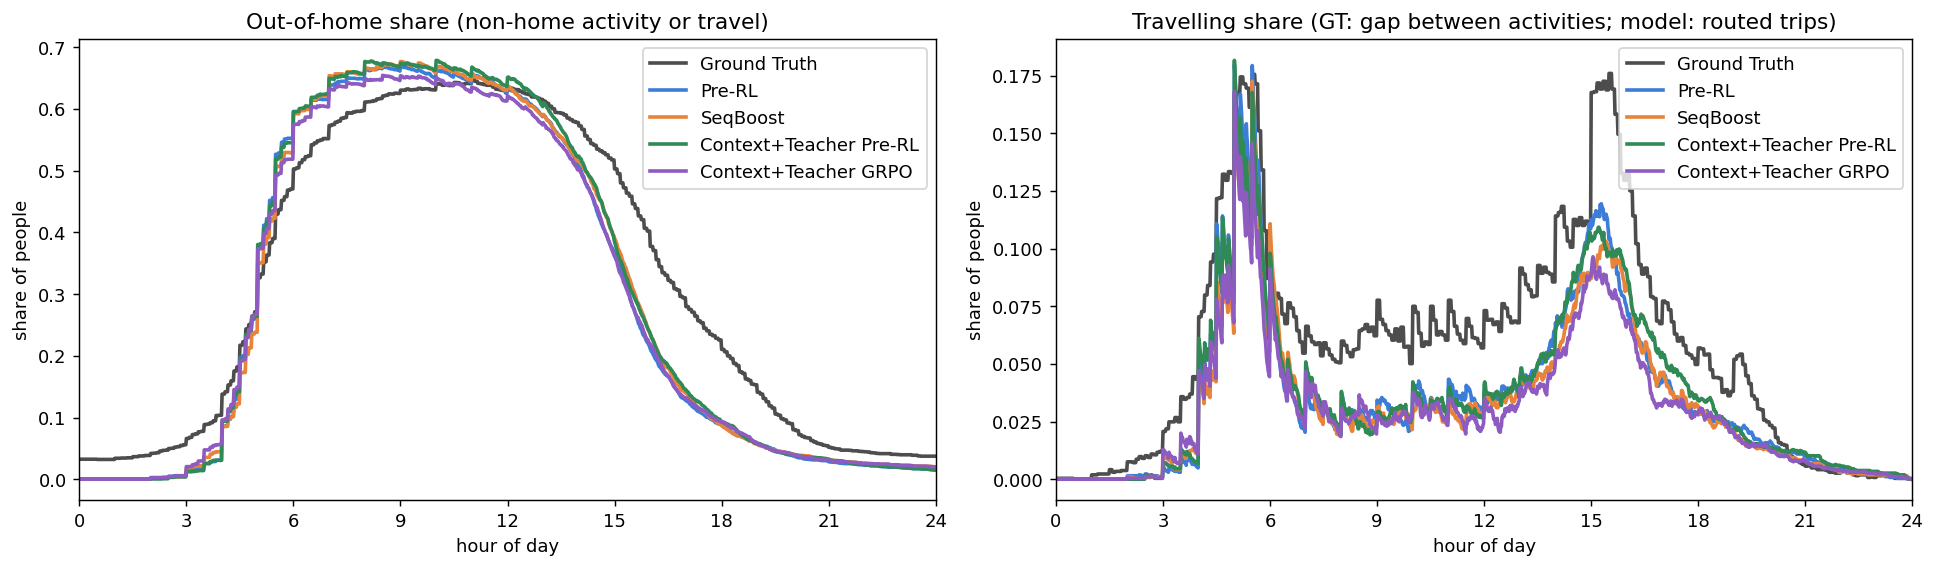 Out-of-home share (non-home activity or travel)
share of people
0.7
0.6
0.5
0.4
0.3
0.2
0.1
0.0
Ground Truth
Pre-RL
SeqBoost
Context+Teacher Pre-RL
Context+Teacher GRPO
0 3 6 9 12 15 18 21 24
hour of day
Travelling share (GT: gap between activities; model: routed trips)
share of people
0.175
0.150
0.125
0.100
0.075
0.050
0.025
0.000
Ground Truth
Pre-RL
SeqBoost
Context+Teacher Pre-RL
Context+Teacher GRPO
0 3 6 9 12 15 18 21 24
hour of day